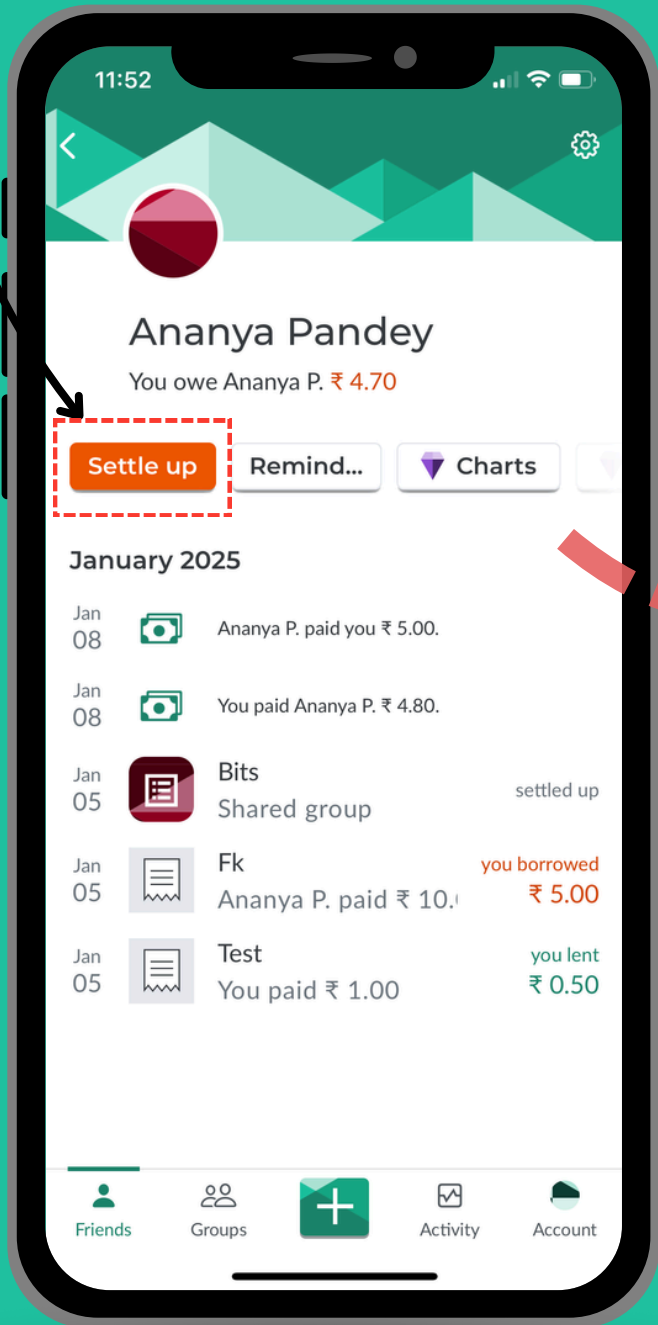 11:52
Ananya Pandey
You owe Ananya P. ₹ 4.70
Settle up
Remind...
Charts
January 2025
Jan
08
Ananya P. paid you ₹ 5.00.
Jan
08
You paid Ananya P. ₹ 4.80.
Jan
05
Bits
Shared group
settled up
Jan
05
Fk
Ananya P. paid ₹ 10.
you borrowed
₹ 5.00
Jan
05
Test
You paid ₹ 1.00
you lent
₹ 0.50
Friends
Groups
Activity
Account